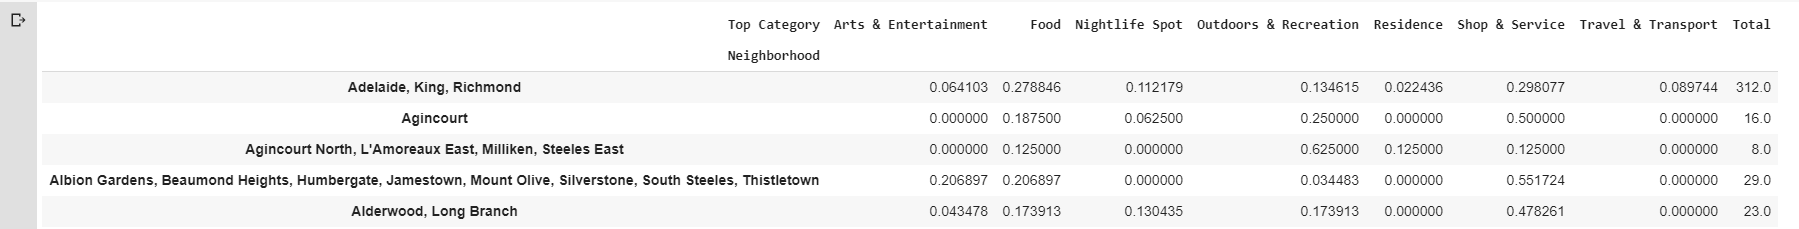 Top Category Arts & Entertainment Food Nightlife Spot Outdoors & Recreation Residence Shop & Service Travel & Transport Total
Neighborhood
Adelaide, King, Richmond 0.064103 0.278846 0.112179 0.134615 0.022436 0.298077 0.089744 312.0
Agincourt 0.000000 0.187500 0.062500 0.250000 0.000000 0.500000 0.000000 16.0
Agincourt North, L'Amoreaux East, Milliken, Steeles East 0.000000 0.125000 0.000000 0.625000 0.125000 0.125000 0.000000 8.0
Albion Gardens, Beaumond Heights, Humbergate, Jamestown, Mount Olive, Silverstone, South Steeles, Thistletown 0.206897 0.206897 0.000000 0.034483 0.000000 0.551724 0.000000 29.0
Alderwood, Long Branch 0.043478 0.173913 0.130435 0.173913 0.000000 0.478261 0.000000 23.0